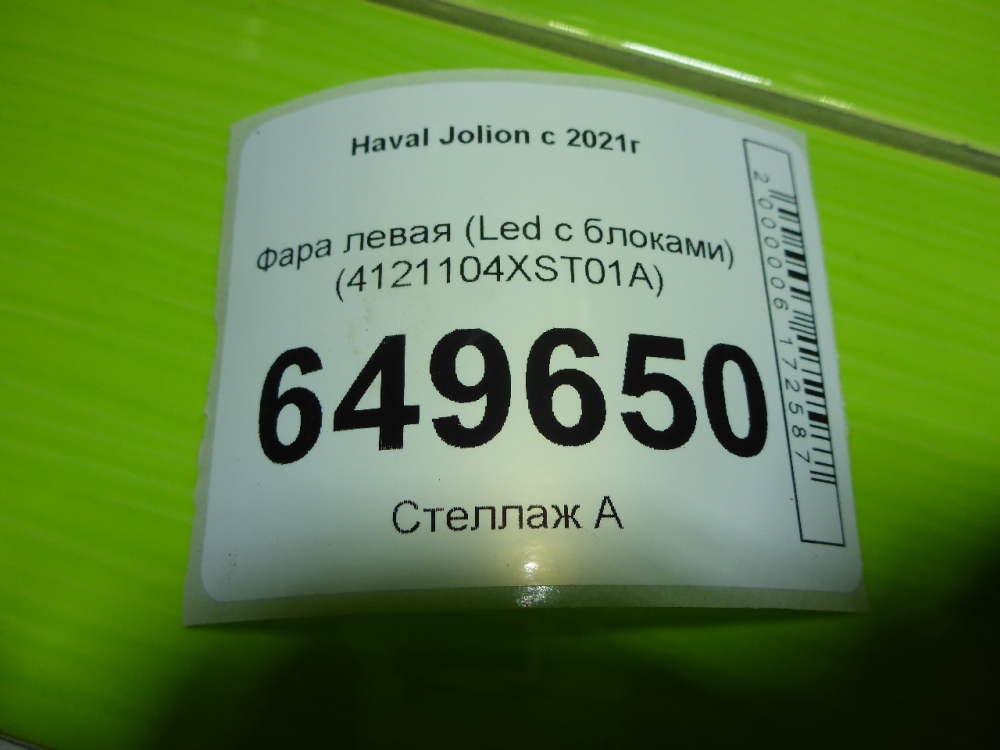 Haval Jolion с 2021г
Фара левая (Led с блоками)
(4121104XST01A)
649650
Стеллаж А
2000006172587